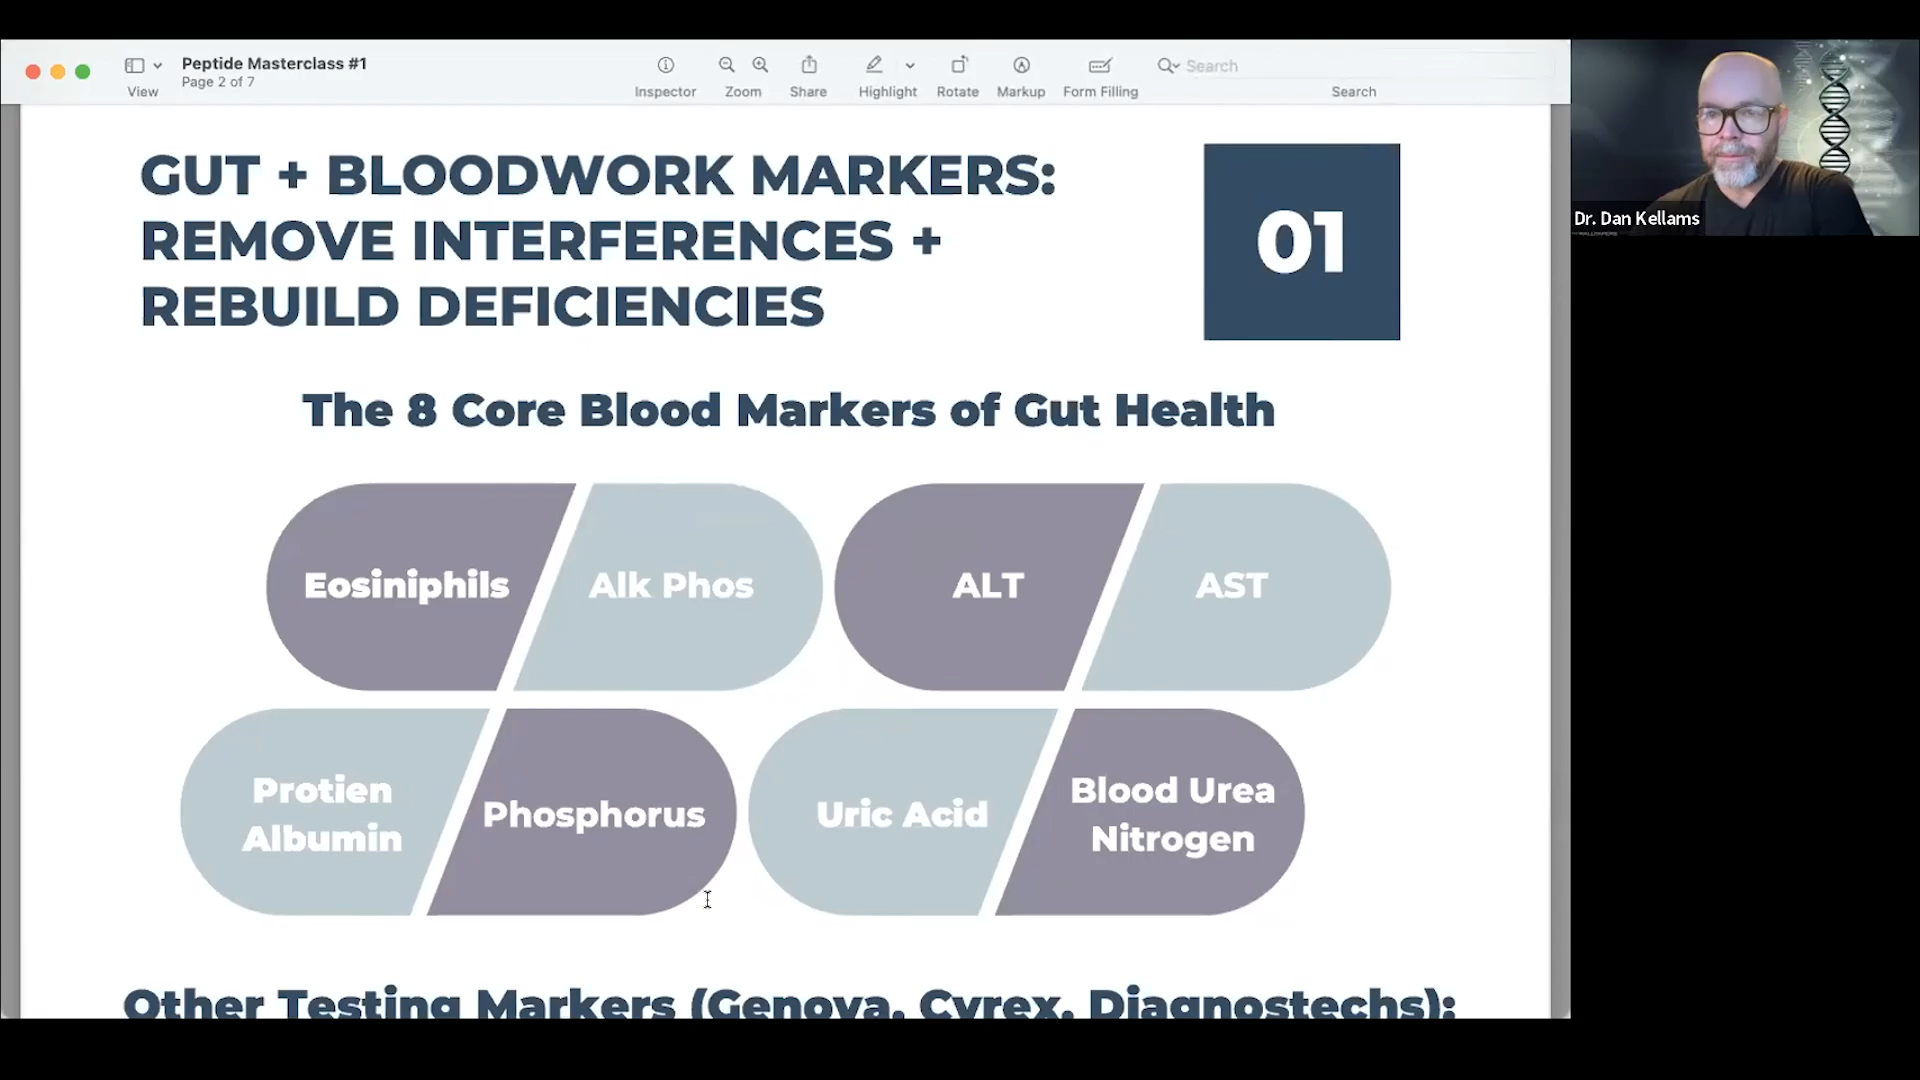 Peptide Masterclass #1
Page 2 of 7
View
Inspector
Zoom
Share
Highlight
Rotate
Markup
Form Filling
Search
Search
GUT + BLOODWORK MARKERS:
REMOVE INTERFERENCES +
REBUILD DEFICIENCIES
01
The 8 Core Blood Markers of Gut Health
Eosiniphils
Alk Phos
ALT
AST
Protien
Albumin
Phosphorus
Uric Acid
Blood Urea
Nitrogen
Other Testing Markers (Genova, Cyrex, Diagnostechs):
Dr. Dan Kellams